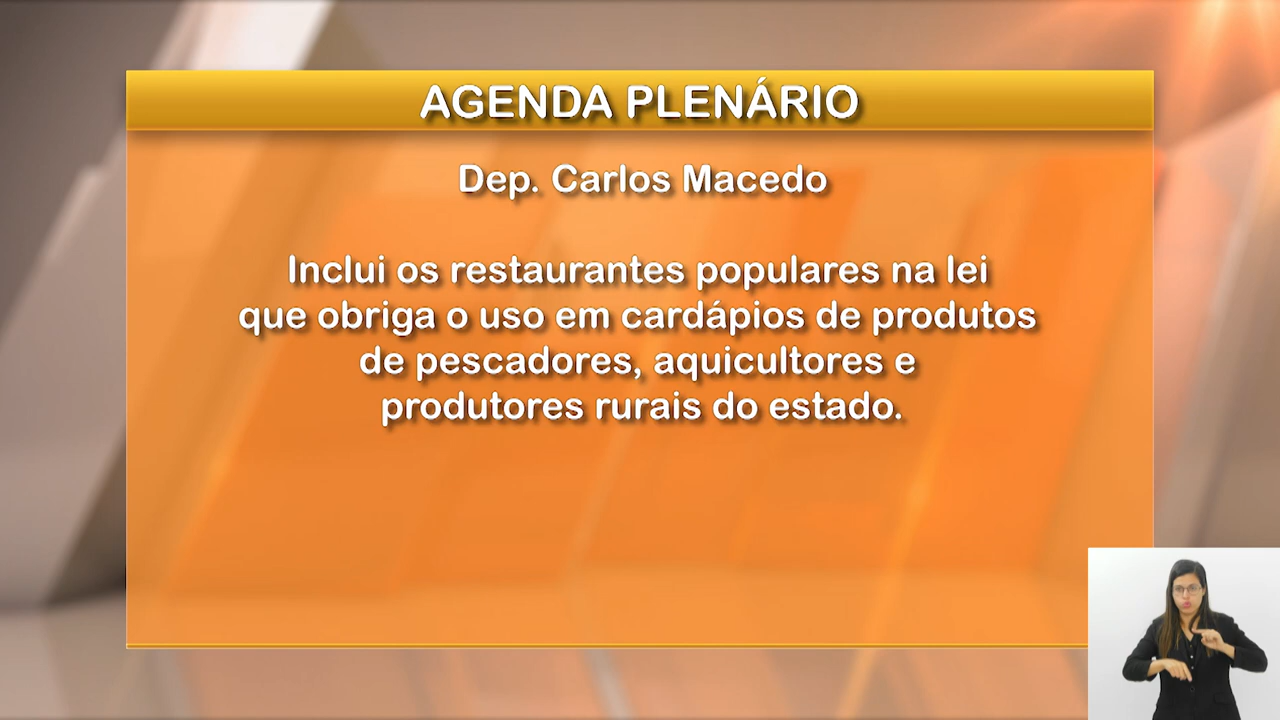 AGENDA PLENÁRIO
Dep. Carlos Macedo
Inclui os restaurantes populares na lei
que obriga o uso em cardápios de produtos
de pescadores, aquicultores e
produtores rurais do estado.